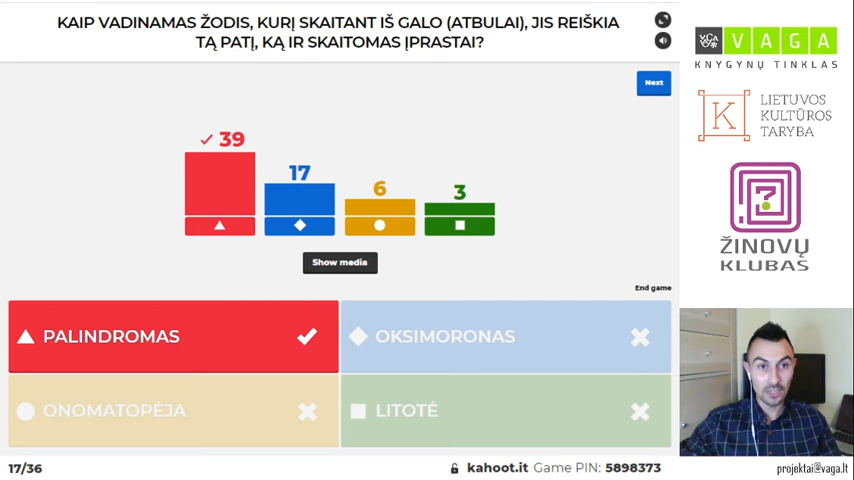 KAIP VADINAMAS ŽODIS, KURĮ SKAITANT IŠ GALO (ATBULAI), JIS REIŠKIA
TĄ PATĮ, KĄ IR SKAITOMAS ĮPRASTAI?
Next
39
17
6
3
Show media
End game
PALINDROMAS
OKSIMORONAS
ONOMATOPĖJA
LITOTĖ
17/36
kahoot.it Game PIN: 5898373
VAGA
KNYGYNŲ TINKLAS
K
LIETUVOS
KULTŪROS
TARYBA
?
ŽINOVŲ
KLUBAS
projektai@vaga.lt